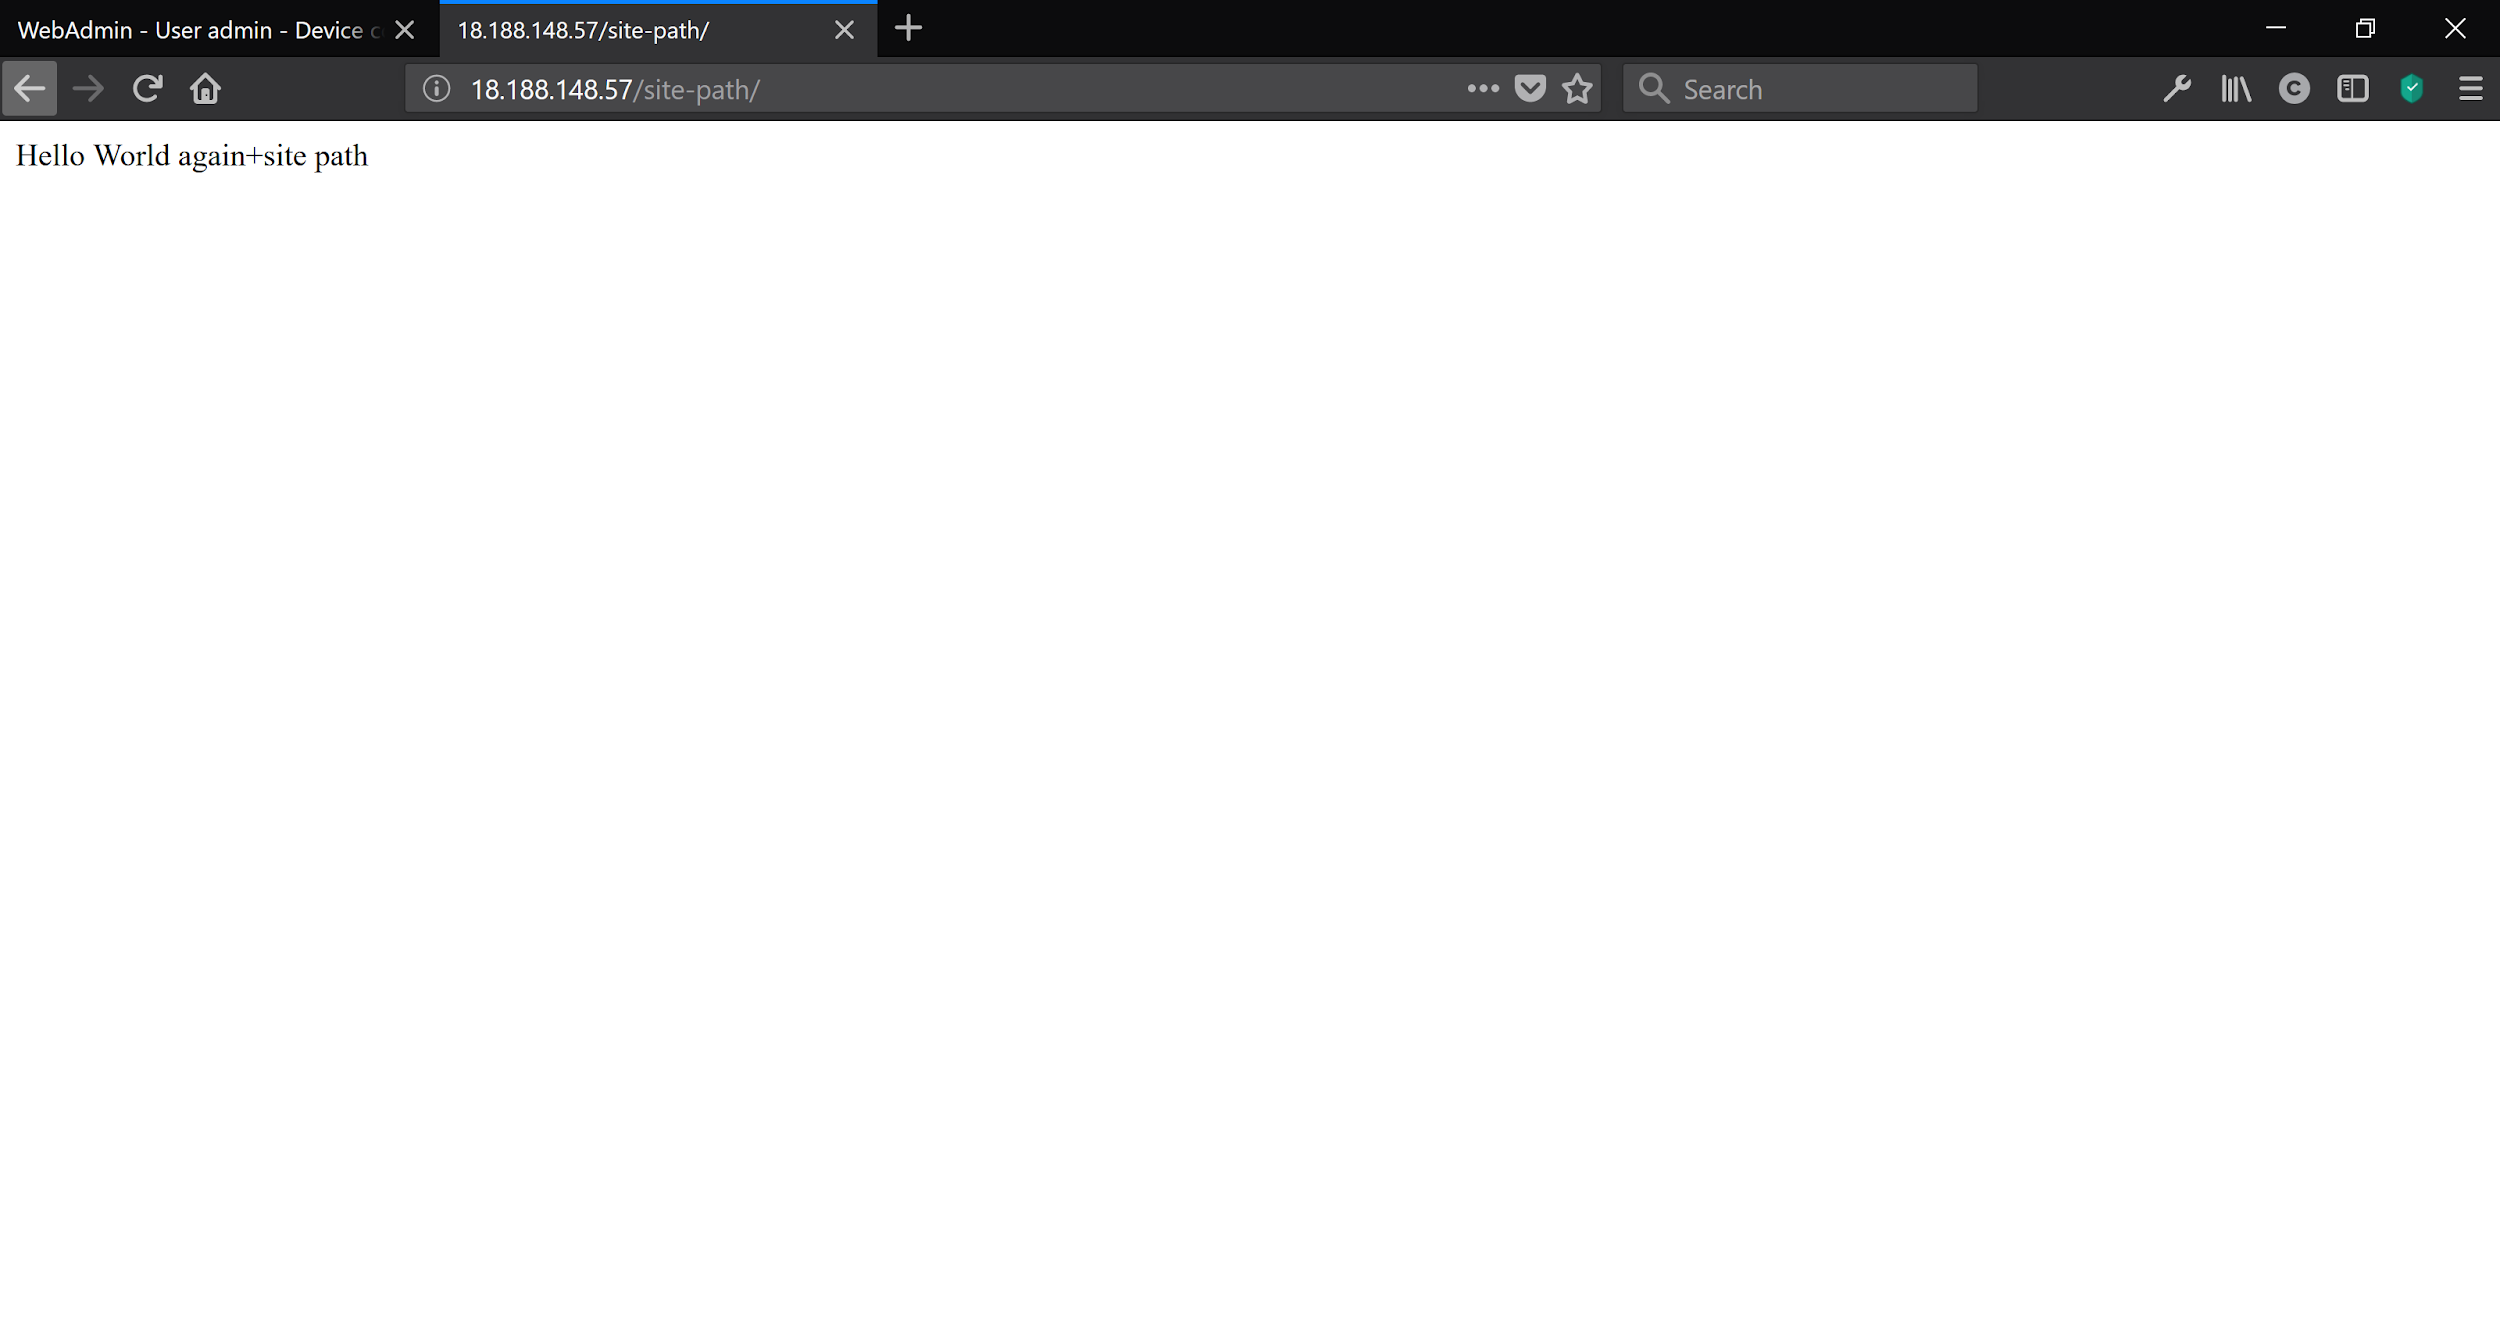 WebAdmin - User admin - Device c
18.188.148.57/site-path/
18.188.148.57/site-path/
Search
Hello World again+site path